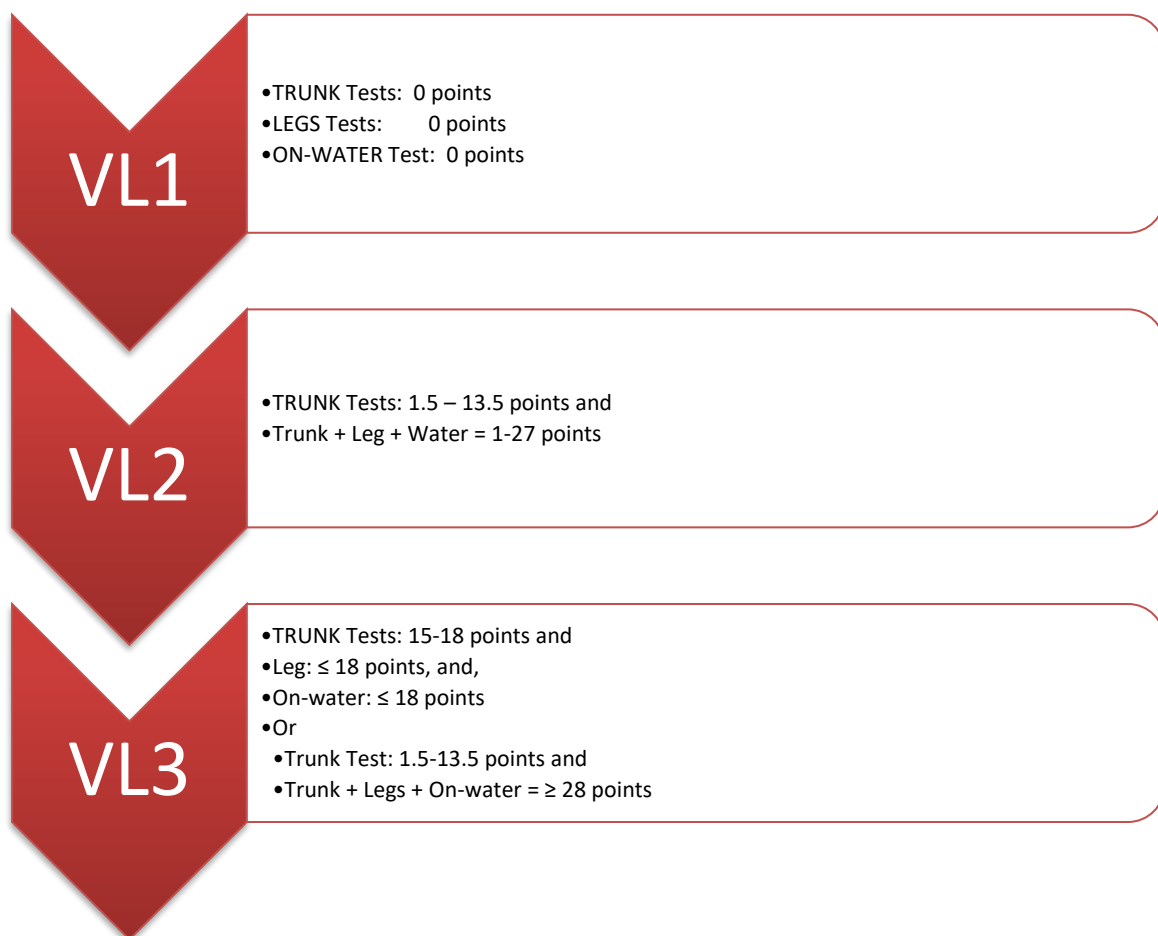 VL1
•TRUNK Tests: 0 points
•LEGS Tests: 0 points
•ON-WATER Test: 0 points
VL2
•TRUNK Tests: 1.5 – 13.5 points and
•Trunk + Leg + Water = 1-27 points
VL3
•TRUNK Tests: 15-18 points and
•Leg: ≤ 18 points, and,
•On-water: ≤ 18 points
•Or
•Trunk Test: 1.5-13.5 points and
•Trunk + Legs + On-water = ≥ 28 points